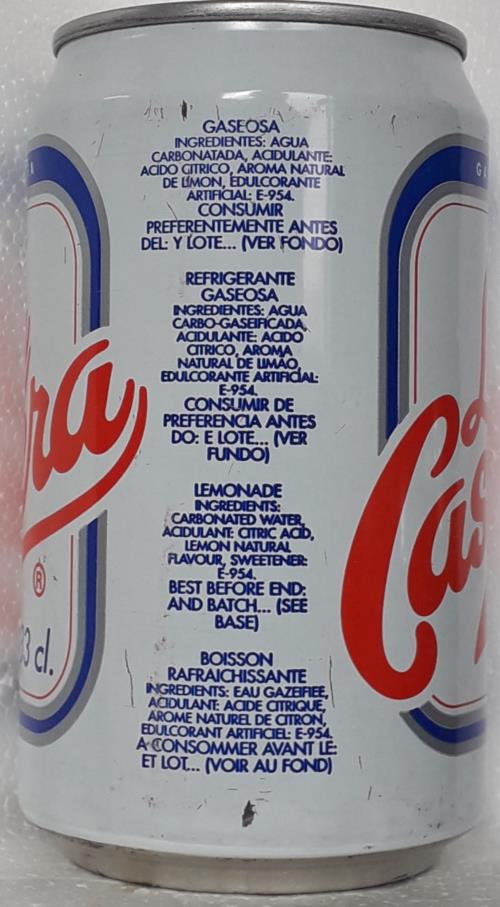 GASEOSA
INGREDIENTES: AGUA
CARBONATADA, ACIDULANTE:
ACIDO CITRICO, AROMA NATURAL
DE LIMON, EDULCORANTE
ARTIFICIAL: E-954.
CONSUMIR
PREFERENTEMENTE ANTES
DEL: Y LOTE... (VER FONDO)
REFRIGERANTE
GASEOSA
INGREDIENTES: AGUA
CARBO-GASEIFICADA,
ACIDULANTE: ACIDO
CITRICO, AROMA
NATURAL DE LIMAO,
EDULCORANTE ARTIFICIAL:
E-954.
CONSUMIR DE
PREFERENCIA ANTES
DO: E LOTE... (VER
FUNDO)
LEMONADE
INGREDIENTS:
CARBONATED WATER,
ACIDULANT: CITRIC ACID,
LEMON NATURAL
FLAVOUR, SWEETENER:
E-954.
BEST BEFORE END:
AND BATCH... (SEE
BASE)
BOISSON
RAFRAICHISSANTE
INGREDIENTS: EAU GAZEIFIEE,
ACIDULANT: ACIDE CITRIQUE,
AROME NATUREL DE CITRON,
EDULCORANT ARTIFICIEL: E-954.
A CONSOMMER AVANT LE:
ET LOT... (VOIR AU FOND)
ra
®
33 cl.
GA
Cas